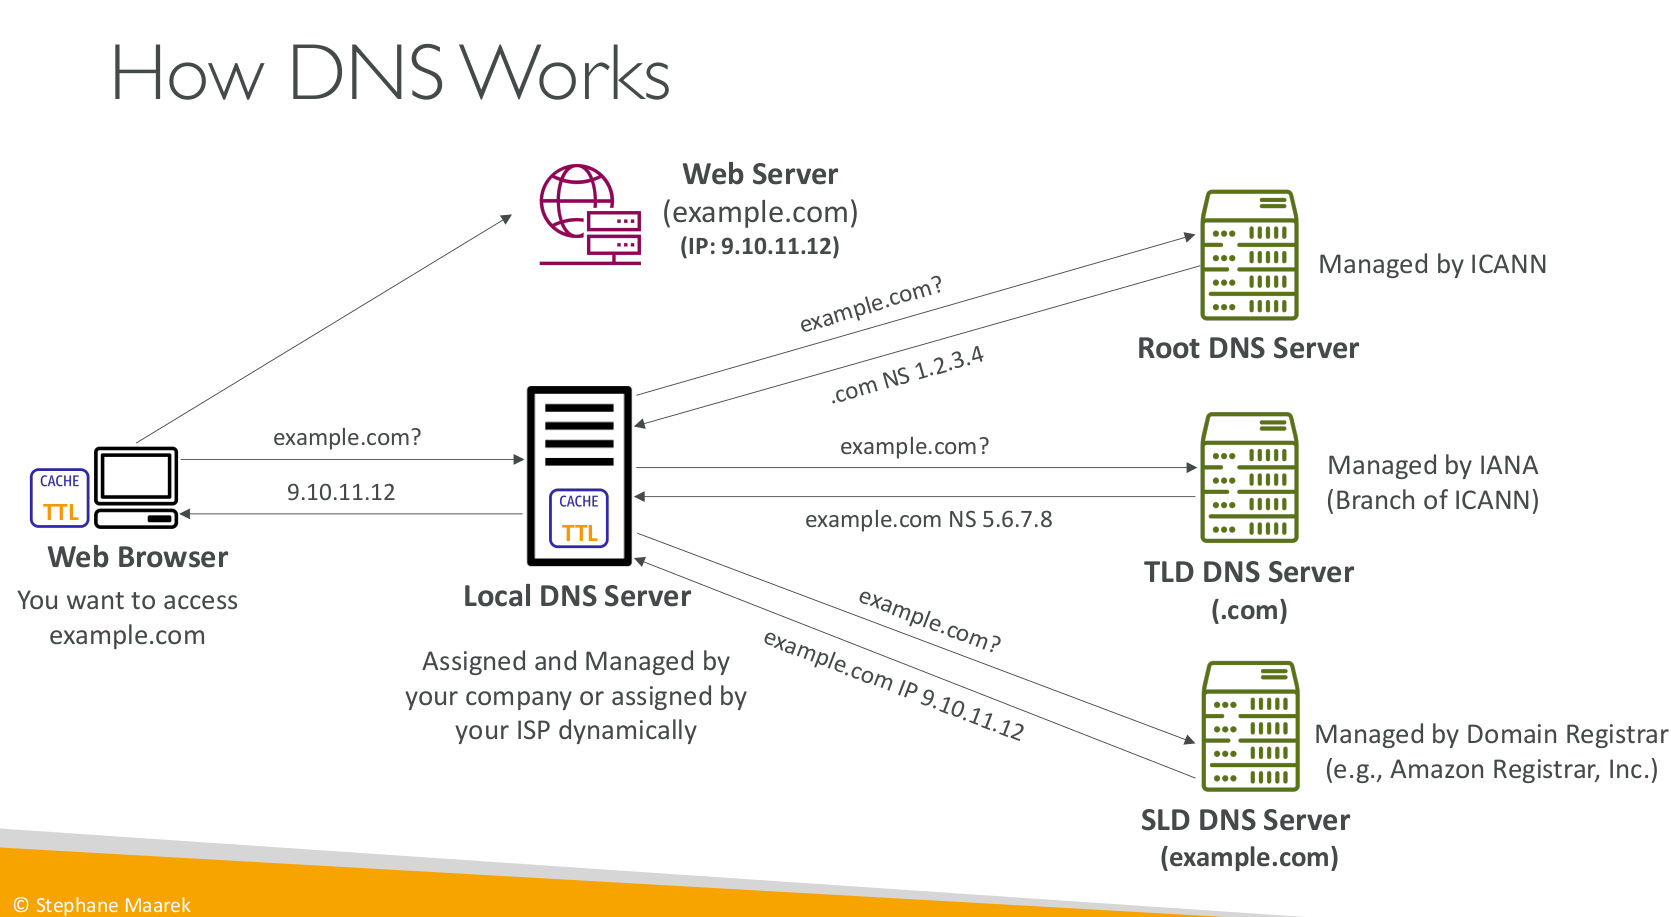 How DNS Works
Web Server
(example.com)
(IP: 9.10.11.12)
Managed by ICANN
Root DNS Server
example.com?
.com NS 1.2.3.4
example.com?
9.10.11.12
CACHE
TTL
Web Browser
You want to access
example.com
CACHE
TTL
Local DNS Server
Assigned and Managed by
your company or assigned by
your ISP dynamically
example.com?
example.com NS 5.6.7.8
Managed by IANA
(Branch of ICANN)
TLD DNS Server
(.com)
example.com?
example.com IP 9.10.11.12
Managed by Domain Registrar
(e.g., Amazon Registrar, Inc.)
SLD DNS Server
(example.com)
© Stephane Maarek